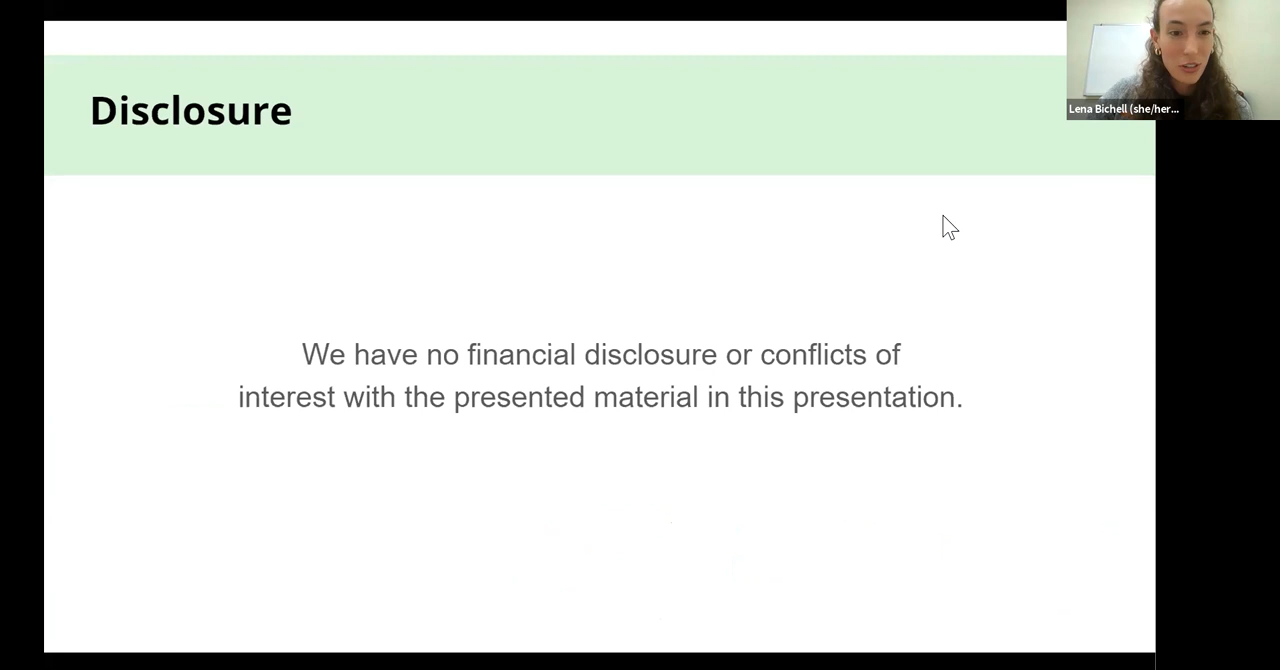 Disclosure
Lena Bichell (she/her...
We have no financial disclosure or conflicts of
interest with the presented material in this presentation.